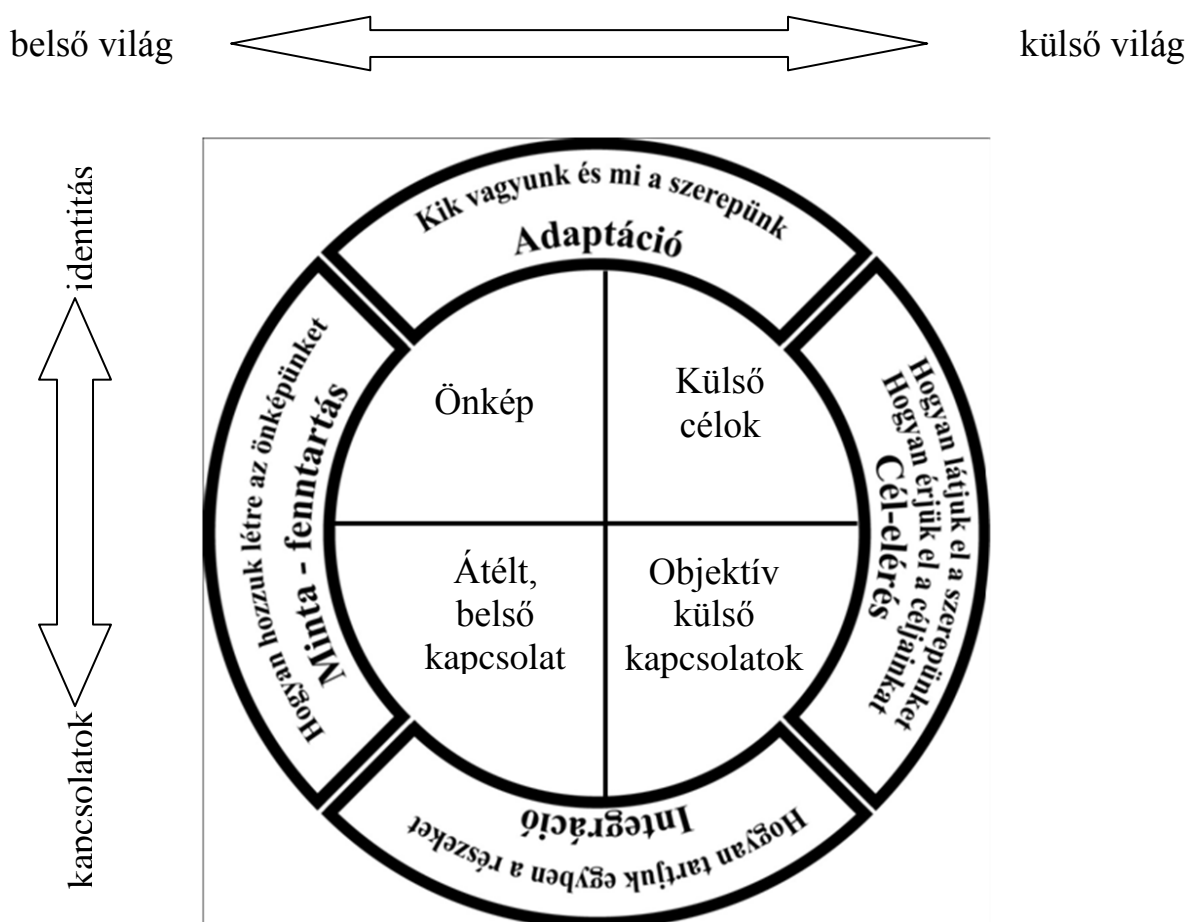 belső világ
külső világ
identitás
kapcsolatok
Kik vagyunk és mi a szerepünk
Adaptáció
Hogyan látjuk el a szerepünket
Hogyan érjük el a céljainkat
Cél-elérés
Hogyan hozzuk létre az önképünket
Minta - fenntartás
Önkép
Külső
célok
Átélt,
belső
kapcsolat
Objektív
külső
kapcsolatok
Integráció
Hogyan tartjuk egyben a részeket